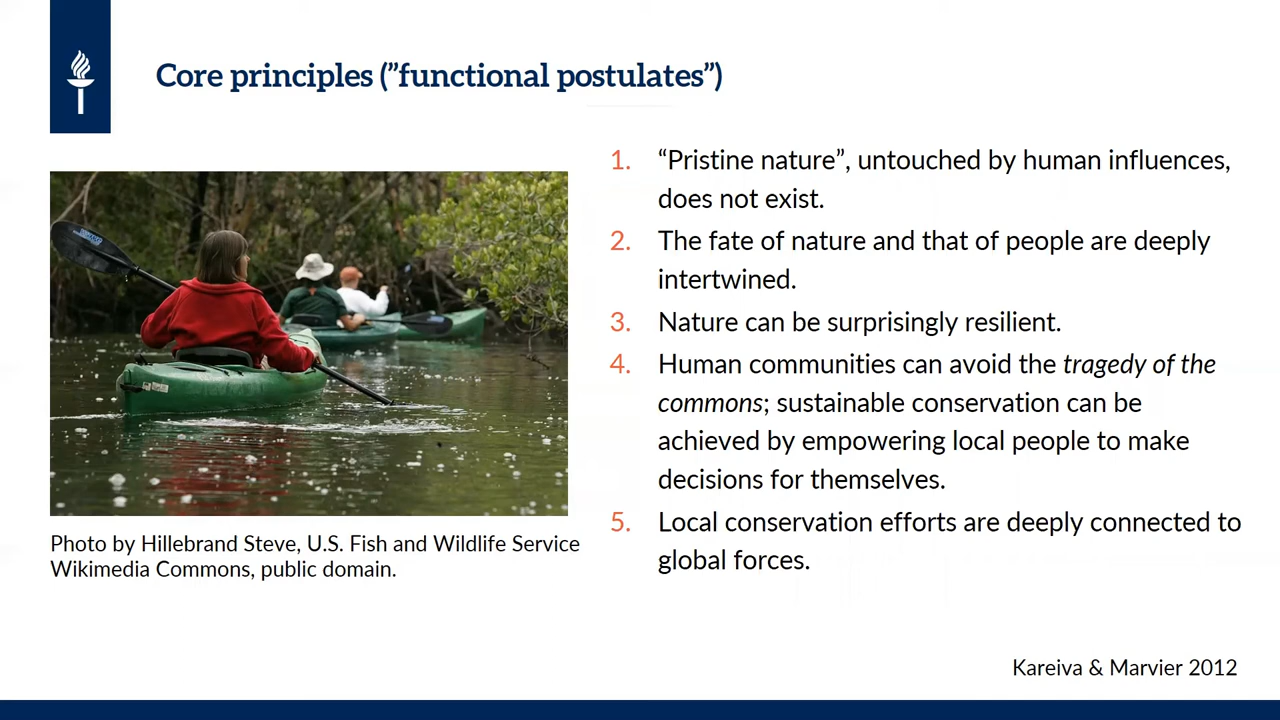 Core principles (”functional postulates”)
1. “Pristine nature”, untouched by human influences,
does not exist.
2. The fate of nature and that of people are deeply
intertwined.
3. Nature can be surprisingly resilient.
4. Human communities can avoid the tragedy of the
commons; sustainable conservation can be
achieved by empowering local people to make
decisions for themselves.
5. Local conservation efforts are deeply connected to
global forces.
Photo by Hillebrand Steve, U.S. Fish and Wildlife Service
Wikimedia Commons, public domain.
Kareiva & Marvier 2012